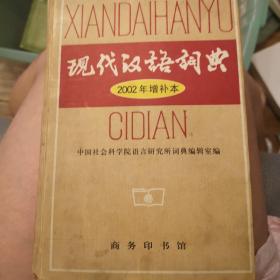 XIANDAIHANYU
现代汉语词典
2002年增补本
CIDIAN
中国社会科学院语言研究所词典编辑室编
商务印书馆